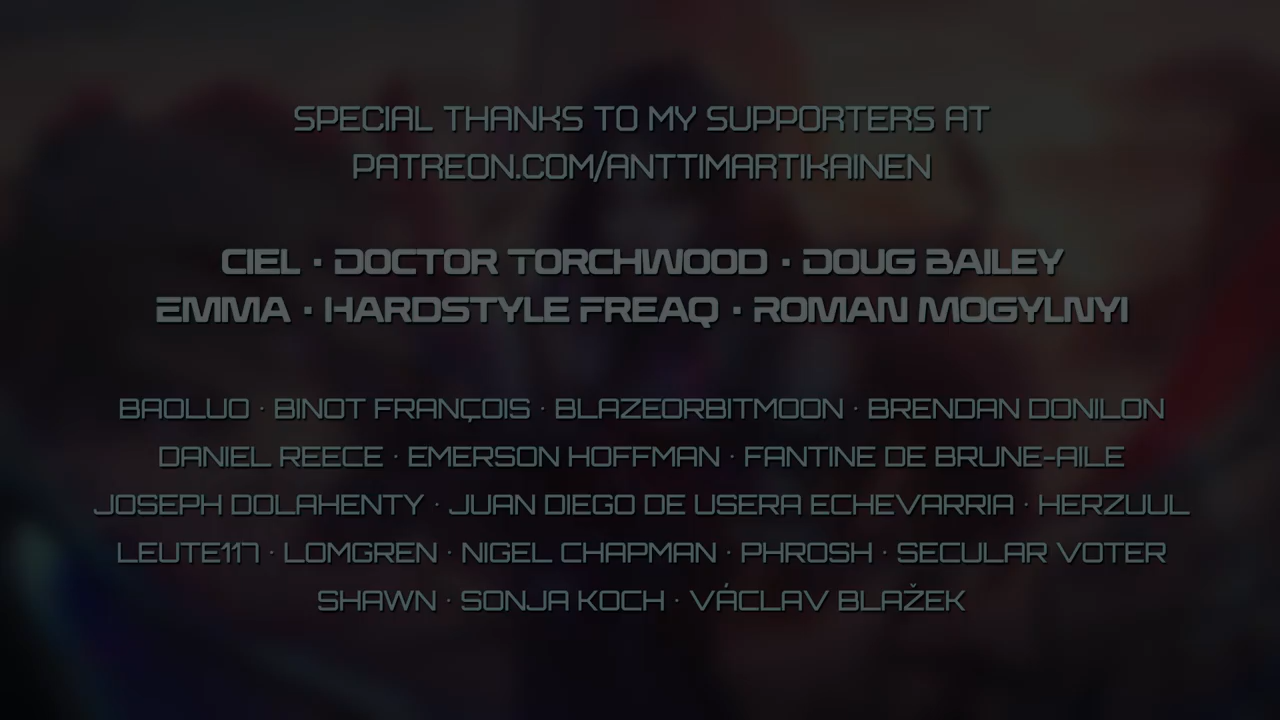 SPECIAL THANKS TO MY SUPPORTERS AT
PATREON.COM/ANTTIMARTIKAINEN
CIEL · DOCTOR TORCHWOOD · DOUG BAILEY
EMMA · HARDSTYLE FREAQ · ROMAN MOGYLNYI
BAOLUO · BINOT FRANÇOIS · BLAZEORBITMOON · BRENDAN DONILON
DANIEL REECE · EMERSON HOFFMAN · FANTINE DE BRUNE-AILE
JOSEPH DOLAHENTY · JUAN DIEGO DE USERA ECHEVARRIA · HERZUUL
LEUTE117 · LOMGREN · NIGEL CHAPMAN · PHROSH · SECULAR VOTER
SHAWN · SONJA KOCH · VÁCLAV BLAŽEK